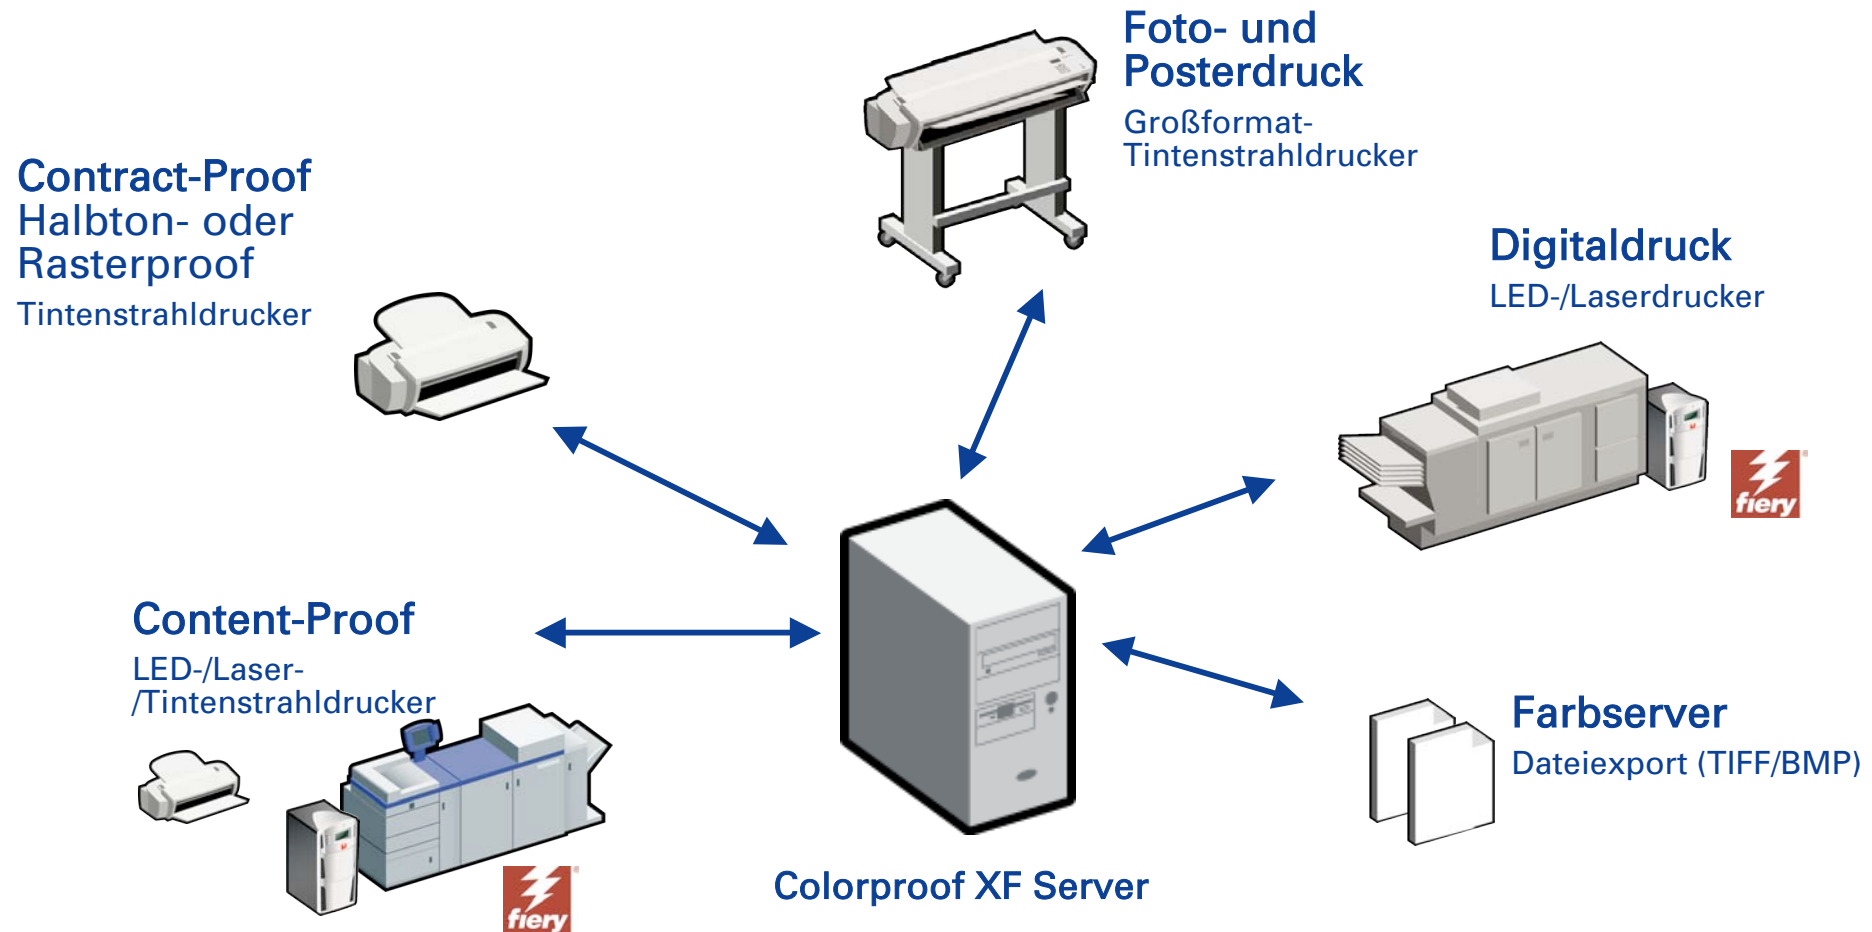 Foto- und
Posterdruck
Großformat-
Tintenstrahldrucker
Contract-Proof
Halbton- oder
Rasterproof
Tintenstrahldrucker
Digitaldruck
LED-/Laserdrucker
fiery
Content-Proof
LED-/Laser-
/Tintenstrahldrucker
fiery
Farbserver
Dateiexport (TIFF/BMP)
Colorproof XF Server